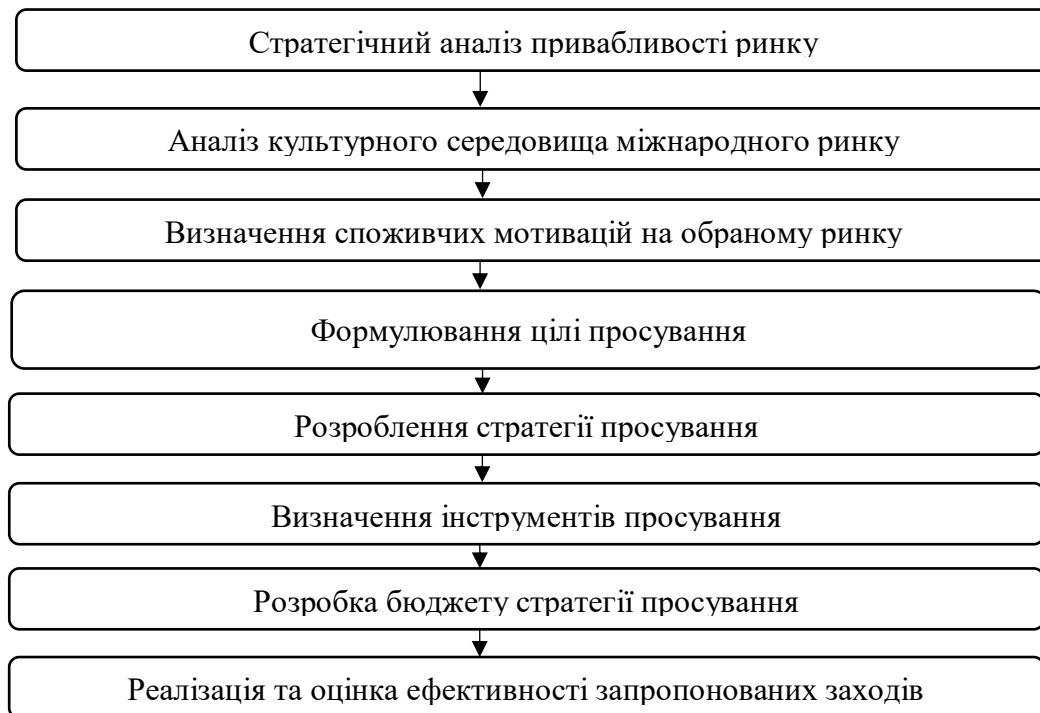 Стратегічний аналіз привабливості ринку
Аналіз культурного середовища міжнародного ринку
Визначення споживчих мотивацій на обраному ринку
Формулювання цілі просування
Розроблення стратегії просування
Визначення інструментів просування
Розробка бюджету стратегії просування
Реалізація та оцінка ефективності запропонованих заходів